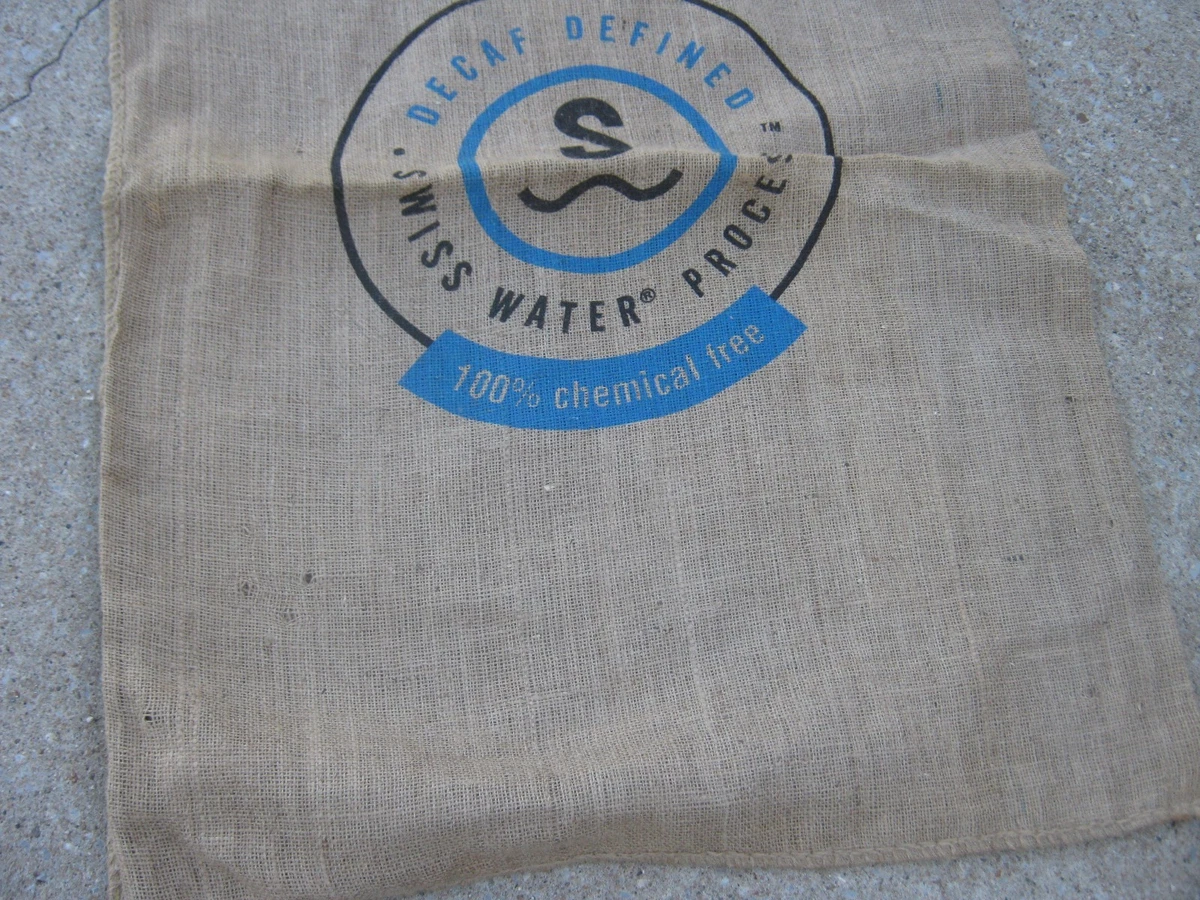 DECAF DEFINED
S
• SWISS WATER® PROCESS™
100% chemical free